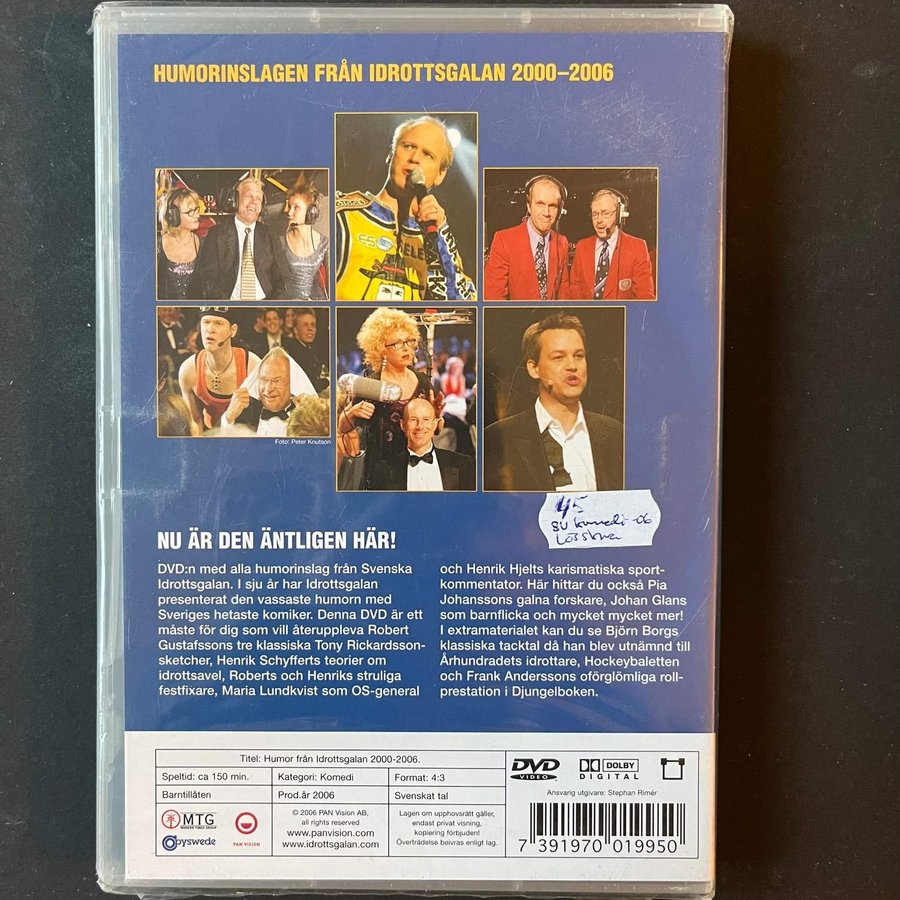 HUMORINSLAGEN FRÅN IDROTTSGALAN 2000–2006
Foto: Peter Knutson
45
SV komedi -06
NU ÄR DEN ÄNTLIGEN HÄR!
DVD:n med alla humorinslag från Svenska
Idrottsgalan. I sju år har Idrottsgalan
presenterat den vassaste humorn med
Sveriges hetaste komiker. Denna DVD är ett
måste för dig som vill återuppleva Robert
Gustafssons tre klassiska Tony Rickardsson-
sketcher, Henrik Schyfferts teorier om
idrottsavel, Roberts och Henriks struliga
festfixare, Maria Lundkvist som OS-general
och Henrik Hjelts karismatiska sport-
kommentator. Här hittar du också Pia
Johanssons galna forskare, Johan Glans
som barnflicka och mycket mycket mer!
I extramaterialet kan du se Björn Borgs
klassiska tacktal då han blev utnämnd till
Århundradets idrottare, Hockeybaletten
och Frank Anderssons oförglömliga roll-
prestation i Djungelboken.
Titel: Humor från Idrottsgalan 2000-2006.
Speltid: ca 150 min.
Kategori: Komedi
Format: 4:3
Barntillåten
Prod.år 2006
Svenskat tal
MTG
MODERN TIMES GROUP
Copyswede
PAN VISION
© 2006 PAN Vision AB,
all rights reserved
www.panvision.com
www.idrottsgalan.com
Lagen om upphovsrätt gäller,
endast privat visning,
kopiering förbjuden!
Överträdelse beivras enligt lag.
DVD
VIDEO
DOLBY
DIGITAL
Ansvarig utgivare: Stephan Rimér
7 391970 019950